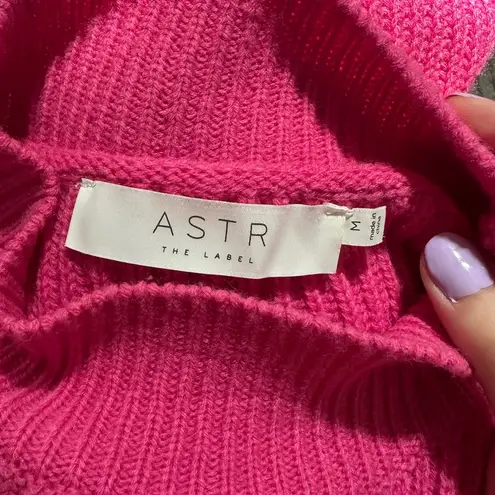 ASTR
THE LABEL
M
made in
china